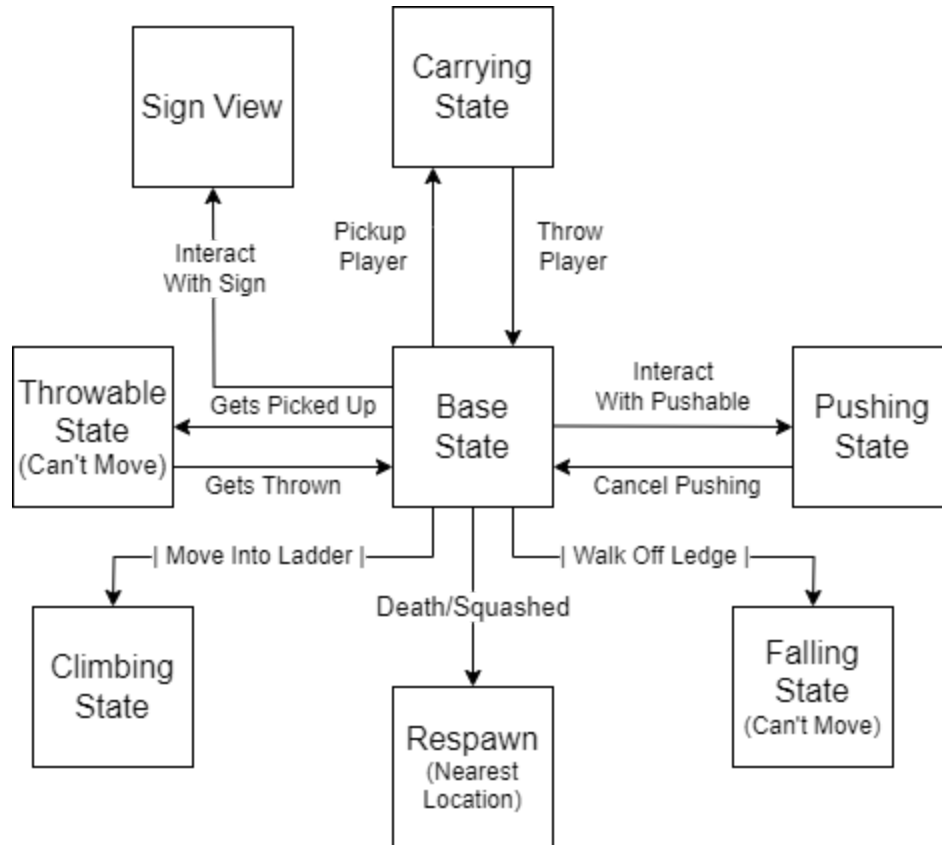 Sign View
Carrying
State
Interact
With Sign
Pickup
Player
Throw
Player
Throwable
State
(Can't Move)
Gets Picked Up
Gets Thrown
Base
State
Interact
With Pushable
Cancel Pushing
Pushing
State
| Move Into Ladder |
Death/Squashed
| Walk Off Ledge |
Climbing
State
Respawn
(Nearest
Location)
Falling
State
(Can't Move)